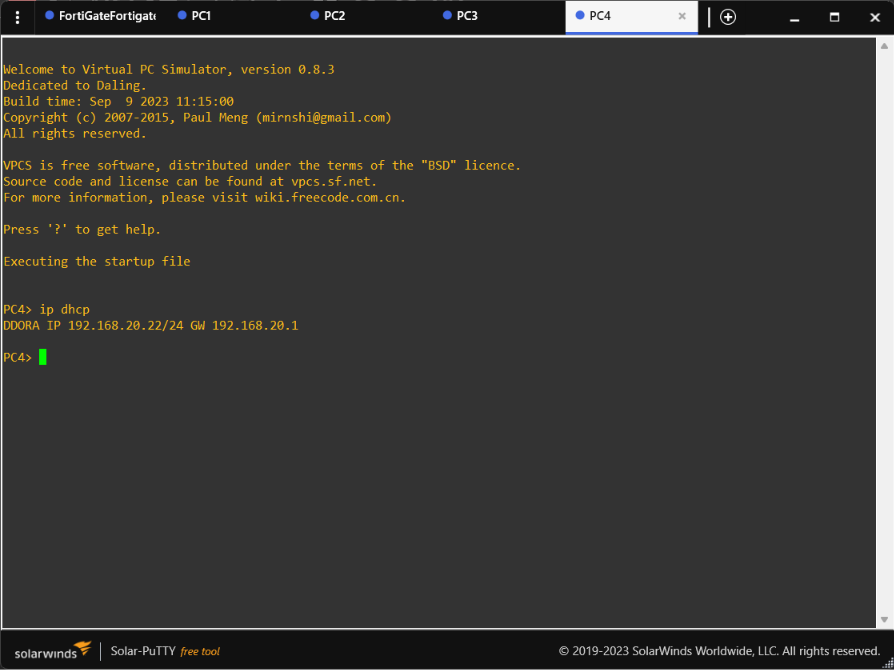 FortiGateFortigate
PC1
PC2
PC3
PC4
Welcome to Virtual PC Simulator, version 0.8.3
Dedicated to Daling.
Build time: Sep  9 2023 11:15:00
Copyright (c) 2007-2015, Paul Meng (mirnshi@gmail.com)
All rights reserved.
VPCS is free software, distributed under the terms of the "BSD" licence.
Source code and license can be found at vpcs.sf.net.
For more information, please visit wiki.freecode.com.cn.
Press '?' to get help.
Executing the startup file
PC4> ip dhcp
DDORA IP 192.168.20.22/24 GW 192.168.20.1
PC4>
solarwinds
Solar-PuTTY free tool
© 2019-2023 SolarWinds Worldwide, LLC. All rights reserved.